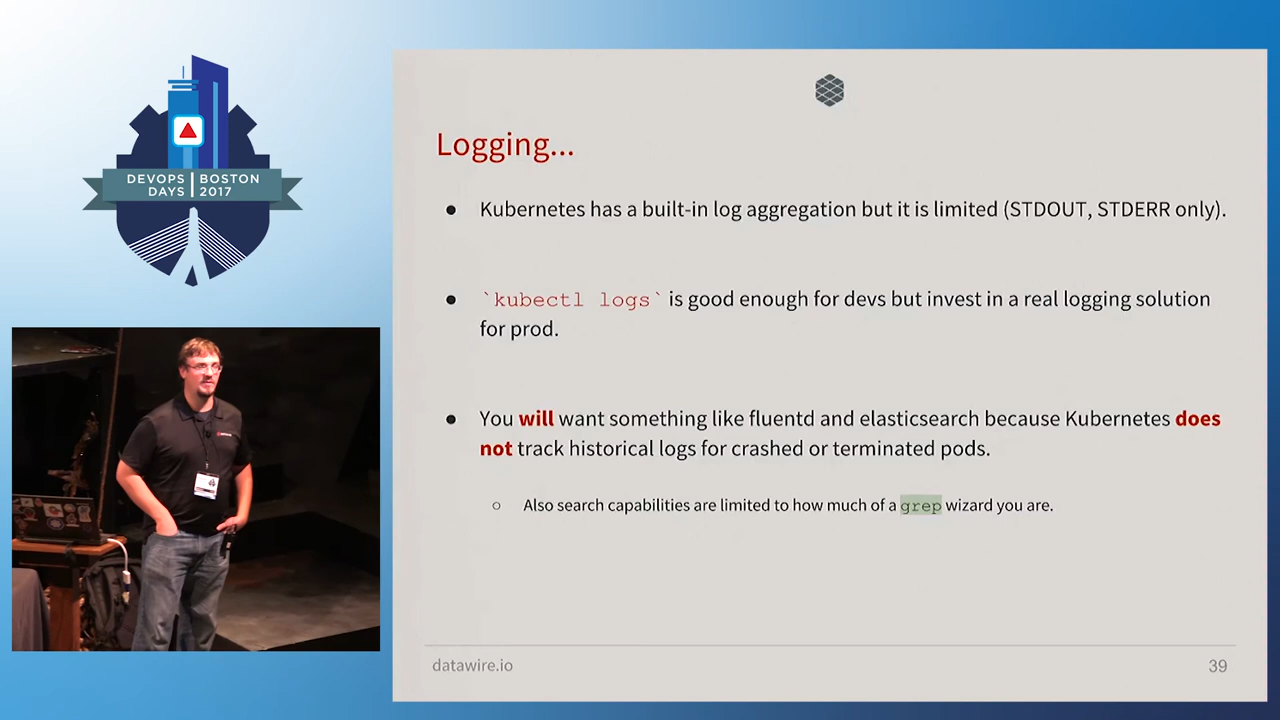 DEVOPS BOSTON
DAYS 2017
Logging...
● Kubernetes has a built-in log aggregation but it is limited (STDOUT, STDERR only).
● `kubectl logs` is good enough for devs but invest in a real logging solution
for prod.
● You will want something like fluentd and elasticsearch because Kubernetes does
not track historical logs for crashed or terminated pods.
○ Also search capabilities are limited to how much of a grep wizard you are.
datawire.io
39